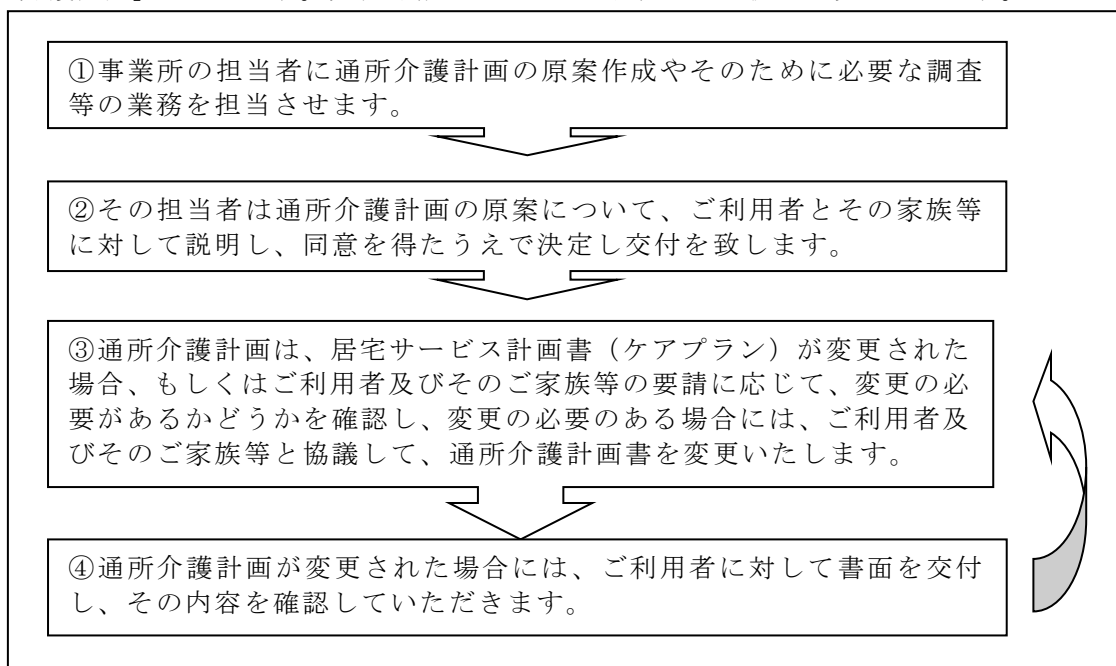 ①事業所の担当者に通所介護計画の原案作成やそのために必要な調査
等の業務を担当させます。
②その担当者は通所介護計画の原案について、ご利用者とその家族等
に対して説明し、同意を得たうえで決定し交付を致します。
③通所介護計画は、居宅サービス計画書（ケアプラン）が変更された
場合、もしくはご利用者及びそのご家族等の要請に応じて、変更の必
要があるかどうかを確認し、変更の必要のある場合には、ご利用者及
びそのご家族等と協議して、通所介護計画書を変更いたします。
④通所介護計画が変更された場合には、ご利用者に対して書面を交付
し、その内容を確認していただきます。